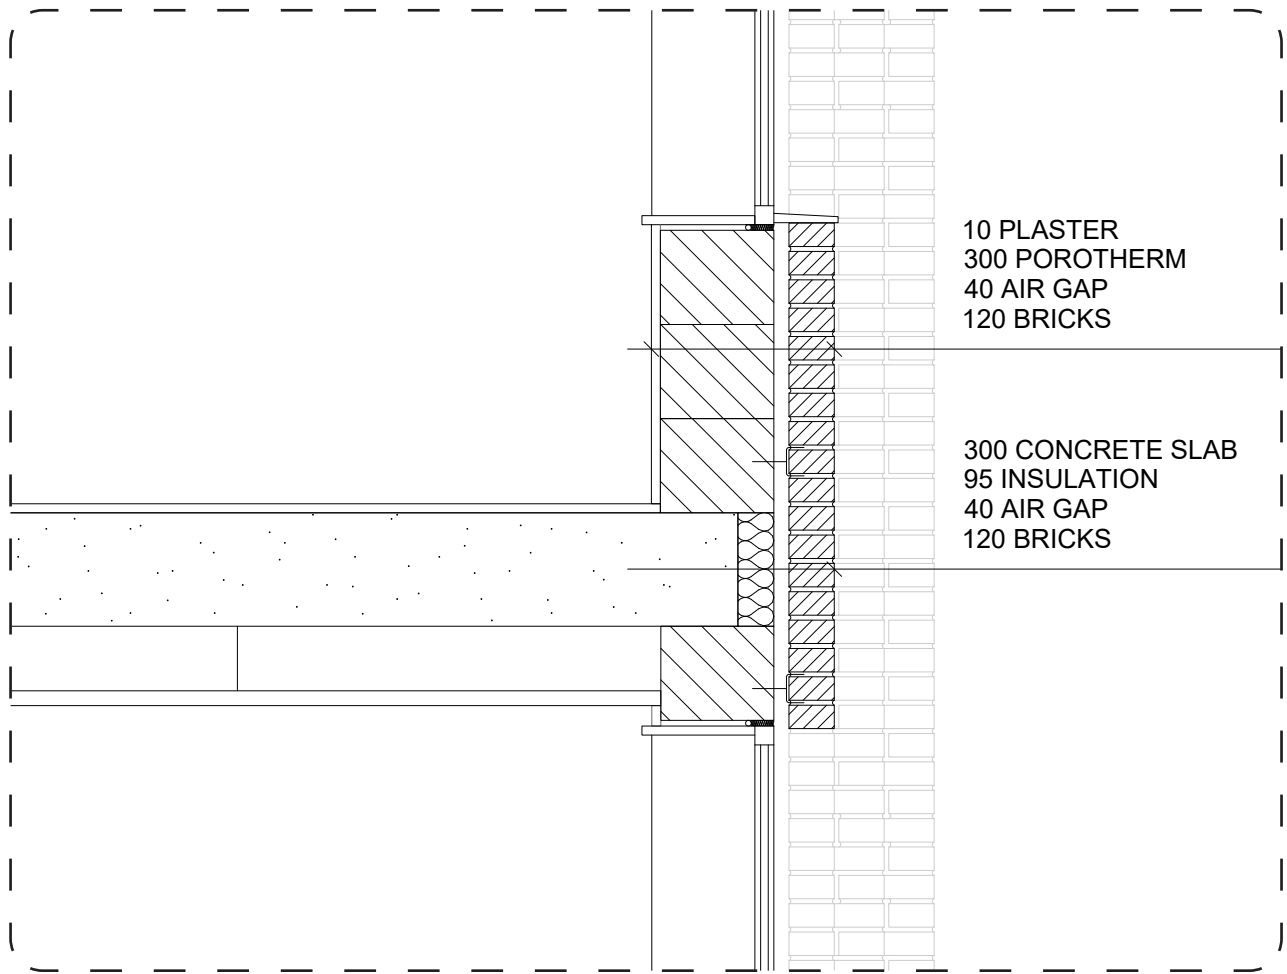 10 PLASTER
300 POROTHERM
40 AIR GAP
120 BRICKS
300 CONCRETE SLAB
95 INSULATION
40 AIR GAP
120 BRICKS